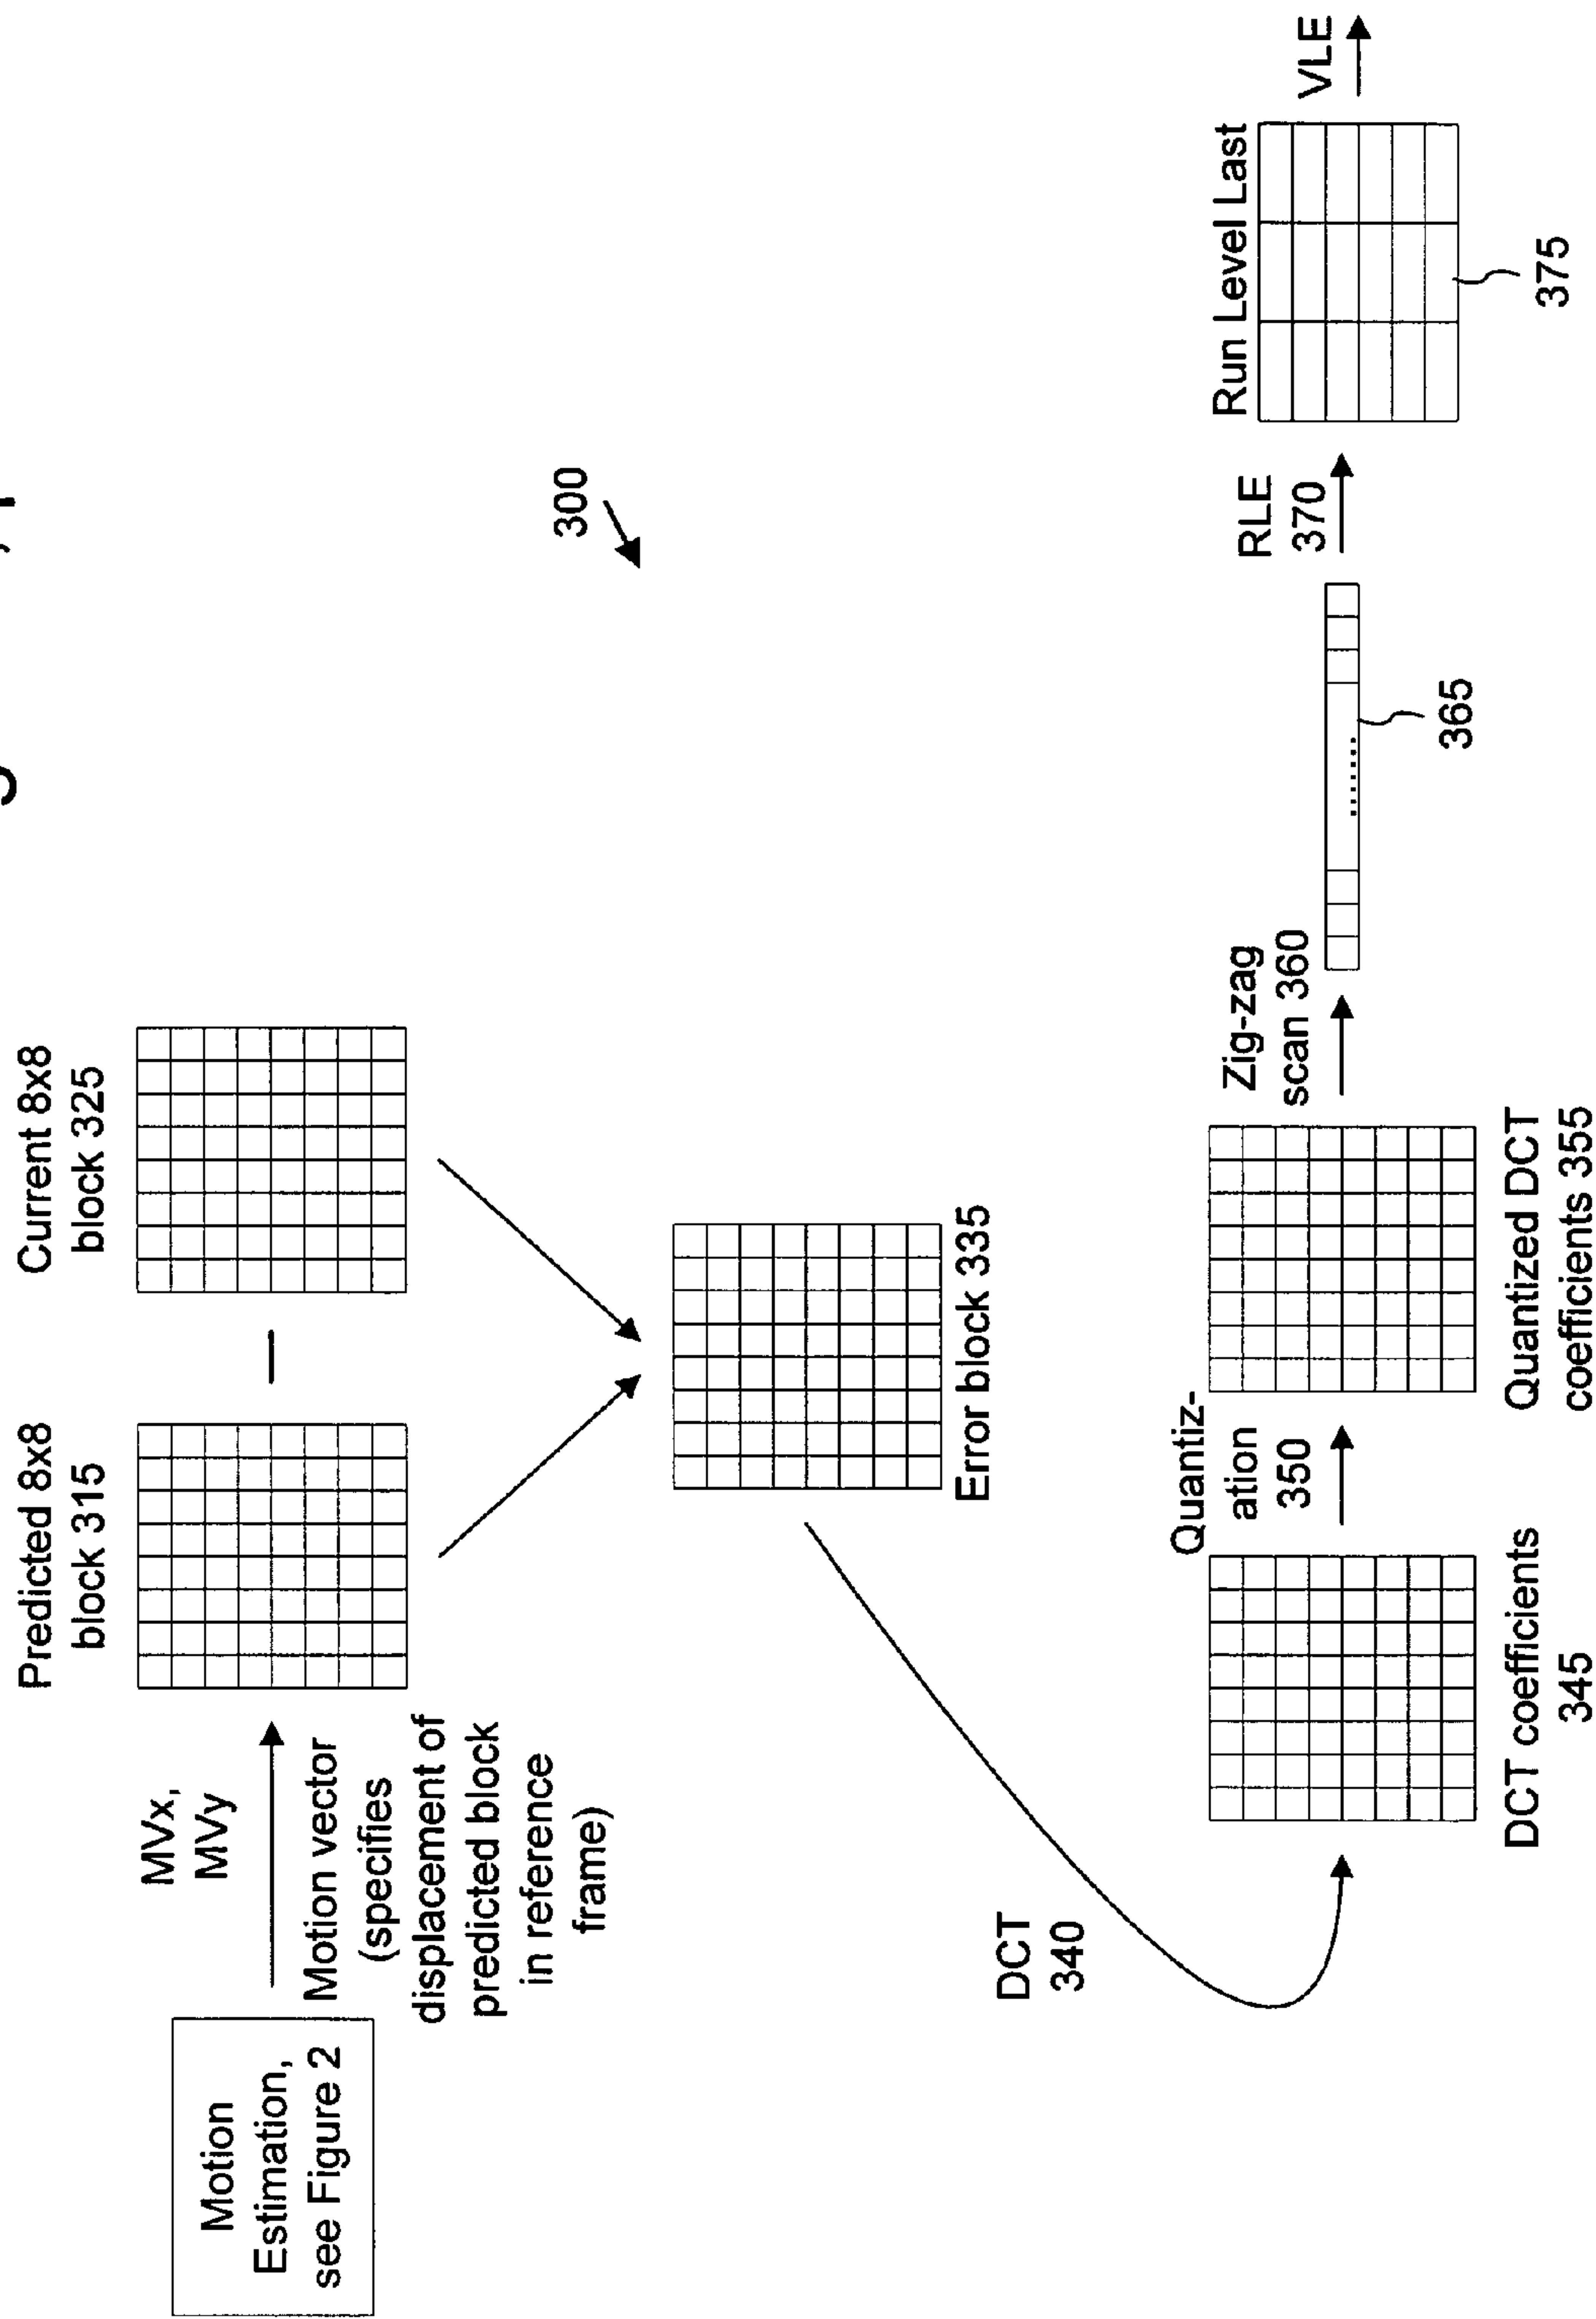 Motion
Estimation,
see Figure 2
MVx,
MVy
Motion vector
(specifies
displacement of
predicted block
in reference
frame)
Predicted 8x8
block 315
Current 8x8
block 325
Error block 335
300
DCT
340
DCT coefficients
345
Quantiz-
ation
350
Quantized DCT
coefficients 355
Zig-zag
scan 360
365
RLE
370
Run Level Last
375
VLE